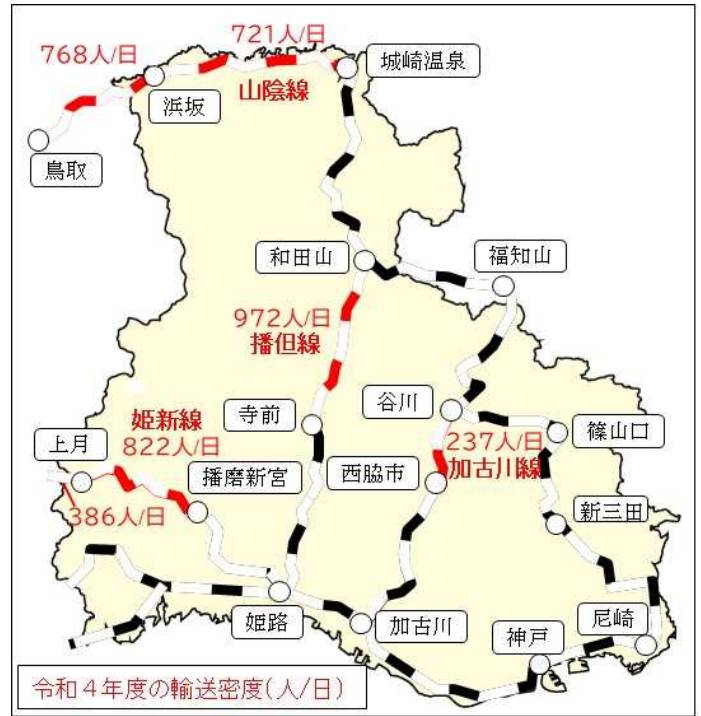 721人/日
768人/日
城崎温泉
山陰線
浜坂
鳥取
和田山
福知山
972人/日
播但線
谷川
姫新線
寺前
篠山口
上月
822人/日
237人/日
加古川線
播磨新宮
西脇市
386人/日
新三田
姫路
加古川
尼崎
神戸
令和4年度の輸送密度(人/日)